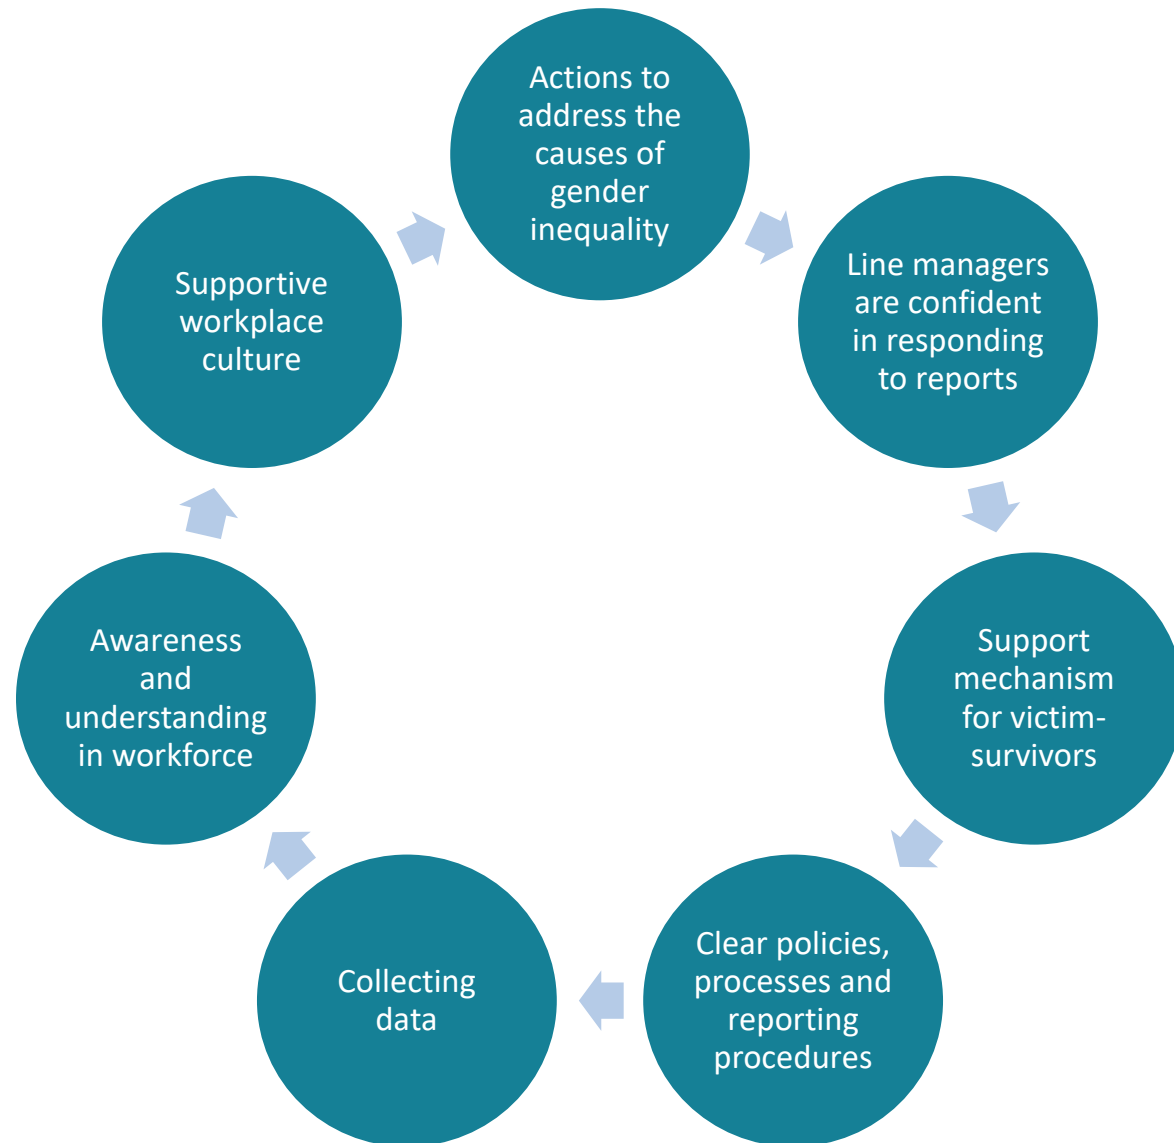 Actions to
address the
causes of
gender
inequality
Line managers
are confident
in responding
to reports
Support
mechanism
for victim-
survivors
Clear policies,
processes and
reporting
procedures
Collecting
data
Awareness
and
understanding
in workforce
Supportive
workplace
culture